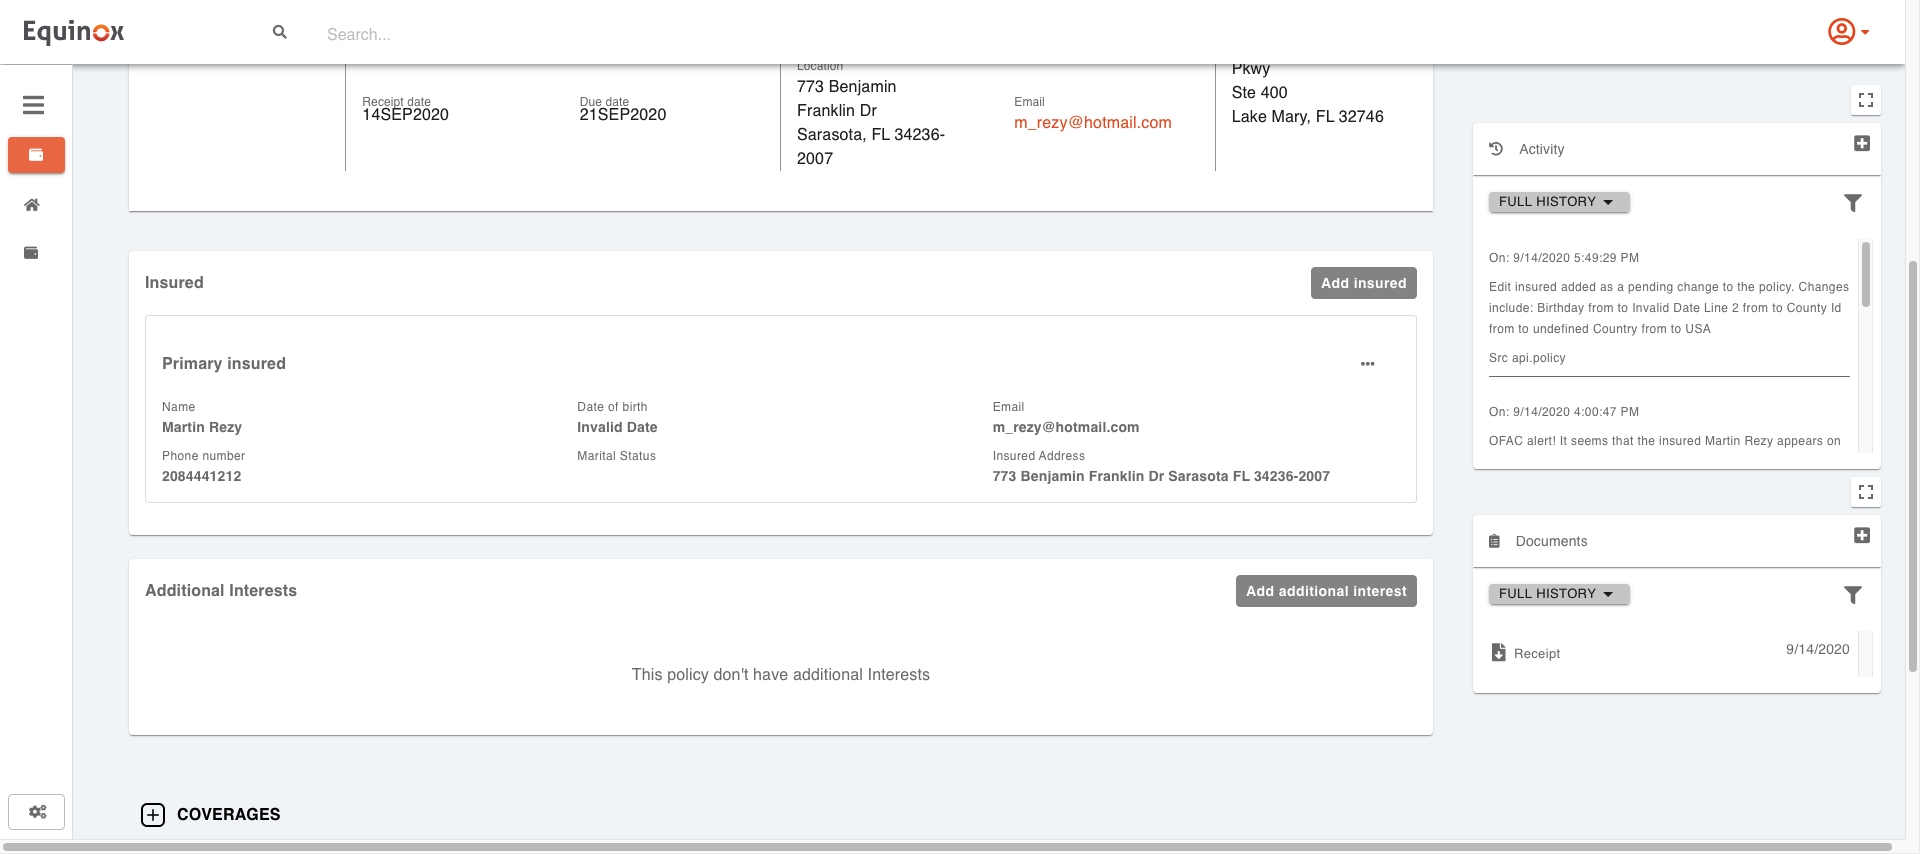 Equinox
Search...
Location
773 Benjamin
Franklin Dr
Sarasota, FL 34236-
2007
Receipt date
14SEP2020
Due date
21SEP2020
Email
m_rezy@hotmail.com
Pkwy
Ste 400
Lake Mary, FL 32746
Insured
Add insured
Primary insured
Name
Martin Rezy
Date of birth
Invalid Date
Email
m_rezy@hotmail.com
Phone number
2084441212
Marital Status
Insured Address
773 Benjamin Franklin Dr Sarasota FL 34236-2007
Additional Interests
Add additional interest
This policy don't have additional Interests
COVERAGES
Activity
FULL HISTORY
On: 9/14/2020 5:49:29 PM
Edit insured added as a pending change to the policy. Changes
include: Birthday from to Invalid Date Line 2 from to County Id
from to undefined Country from to USA
Src api.policy
On: 9/14/2020 4:00:47 PM
OFAC alert! It seems that the insured Martin Rezy appears on
Documents
FULL HISTORY
Receipt
9/14/2020